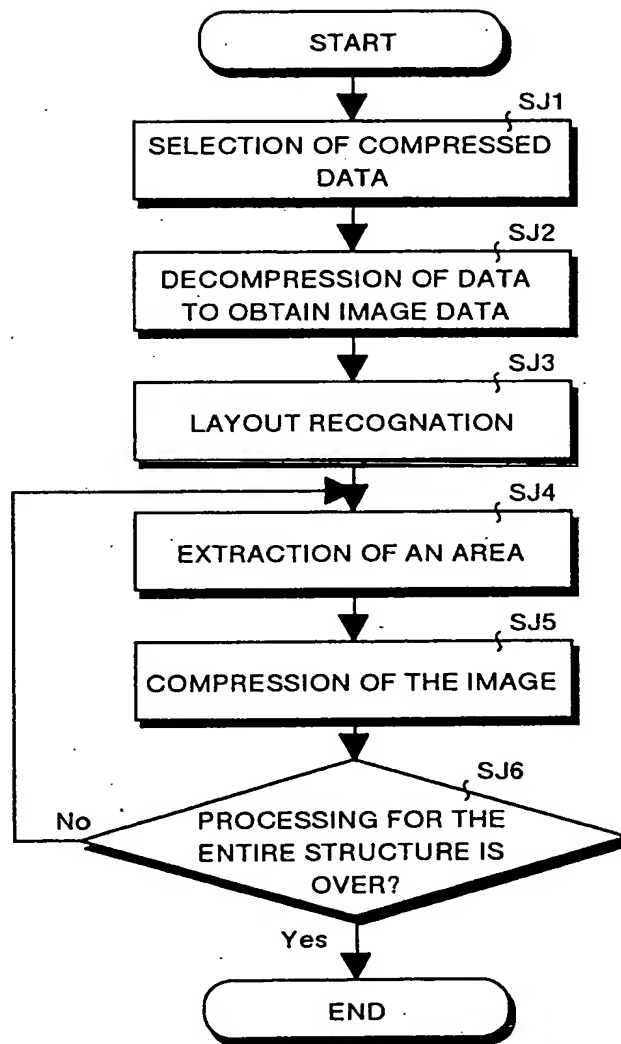 START
SJ1
SELECTION OF COMPRESSED
DATA
SJ2
DECOMPRESSION OF DATA
TO OBTAIN IMAGE DATA
SJ3
LAYOUT RECOGNATION
SJ4
EXTRACTION OF AN AREA
SJ5
COMPRESSION OF THE IMAGE
SJ6
No
PROCESSING FOR THE
ENTIRE STRUCTURE IS
OVER?
Yes
END